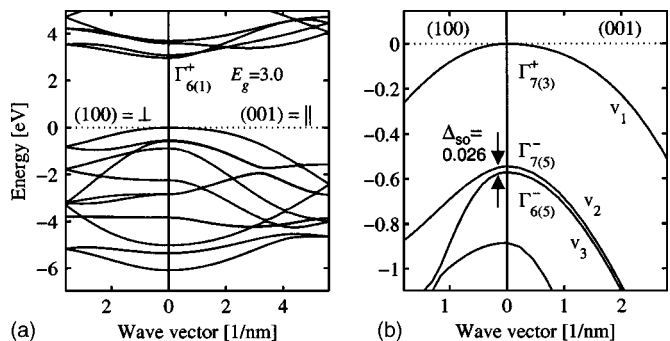 4
2
0
−2
−4
−6
Energy [eV]
Γ⁺₆₍₁₎ E_g=3.0
(100) = ⊥ (001) = ∥
2 0 2 4
Wave vector [1/nm]
(a)
(100) (001)
0
−0.2
−0.4
−0.6
−0.8
−1
Γ⁺₇₍₃₎
v₁
Δso=
0.026
Γ⁻₇₍₅₎
Γ⁻₆₍₅₎
v₂
v₃
1 0 1 2
Wave vector [1/nm]
(b)